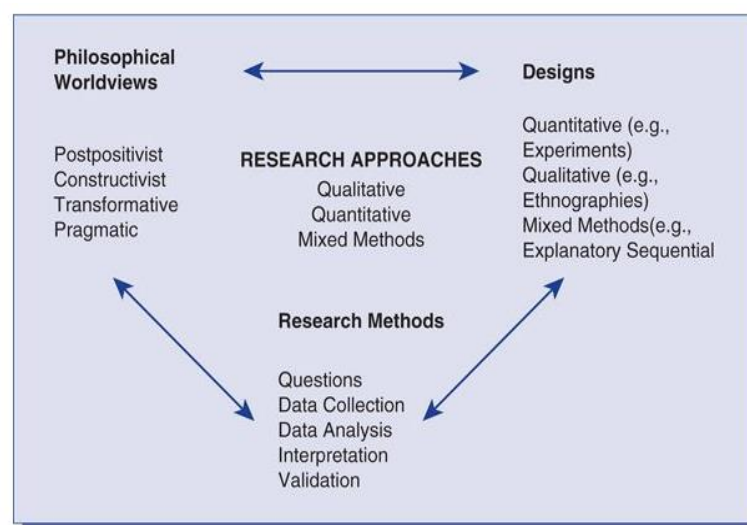 Philosophical
Worldviews
Postpositivist
Constructivist
Transformative
Pragmatic
RESEARCH APPROACHES
Qualitative
Quantitative
Mixed Methods
Designs
Quantitative (e.g.,
Experiments)
Qualitative (e.g.,
Ethnographies)
Mixed Methods(e.g.,
Explanatory Sequential
Research Methods
Questions
Data Collection
Data Analysis
Interpretation
Validation